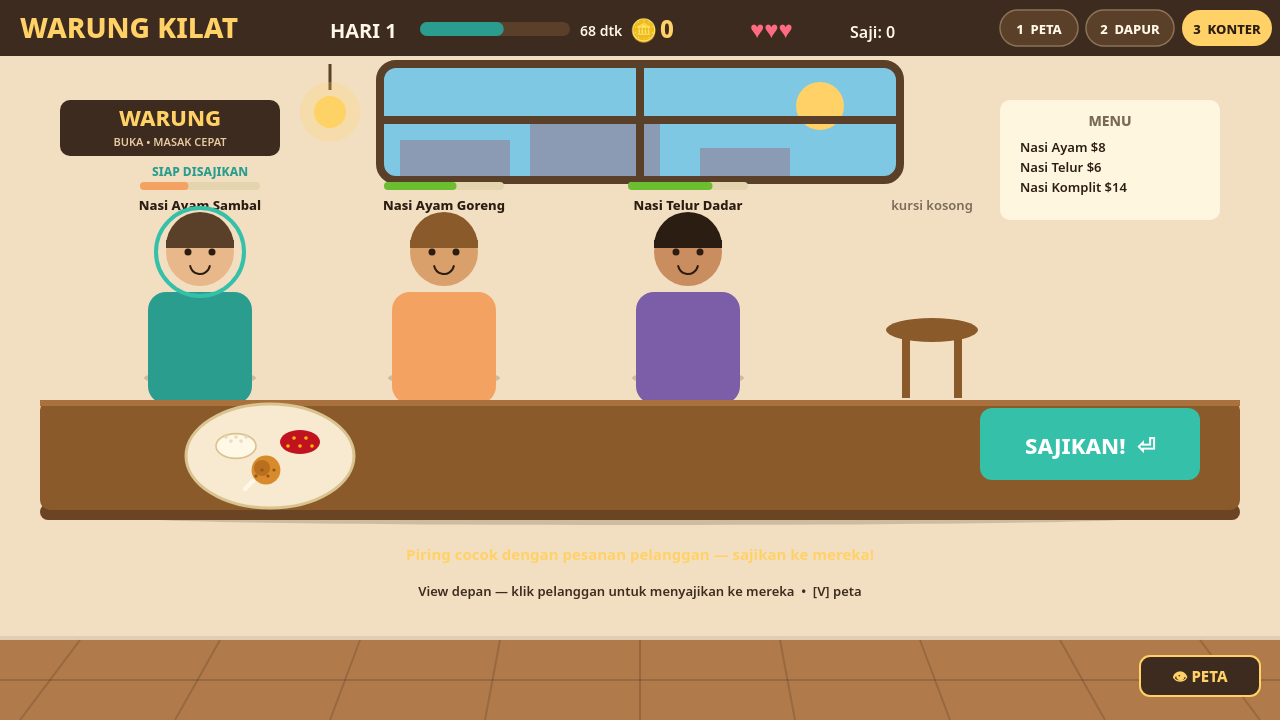 WARUNG KILAT
HARI 1
68 dtk
0
Saji: 0
1 PETA
2 DAPUR
3 KONTER
WARUNG
BUKA • MASAK CEPAT
MENU
Nasi Ayam $8
Nasi Telur $6
Nasi Komplit $14
SIAP DISAJIKAN
Nasi Ayam Sambal
Nasi Ayam Goreng
Nasi Telur Dadar
kursi kosong
SAJIKAN! ⏎
Piring cocok dengan pesanan pelanggan — sajikan ke mereka!
View depan — klik pelanggan untuk menyajikan ke mereka • [V] peta
PETA